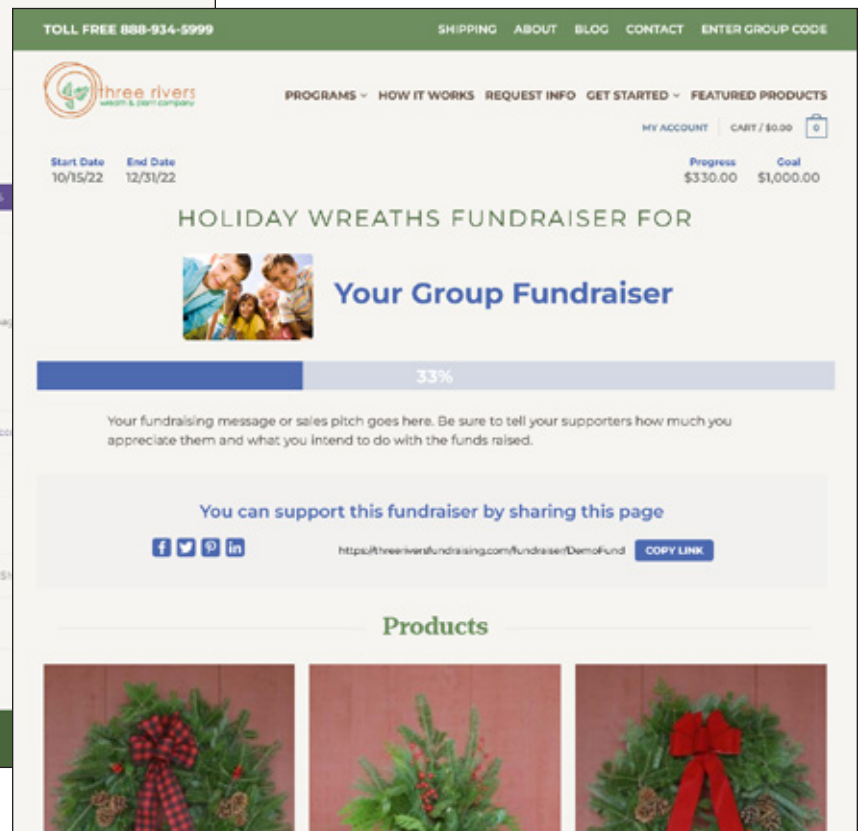 TOLL FREE 888-934-5999
SHIPPING ABOUT BLOG CONTACT ENTER GROUP CODE
three rivers
wreath & plant company
PROGRAMS HOW IT WORKS REQUEST INFO GET STARTED FEATURED PRODUCTS
MY ACCOUNT CART / $0.00 0
Start Date End Date
10/15/22 12/31/22
Progress Goal
$330.00 $1,000.00
HOLIDAY WREATHS FUNDRAISER FOR
Your Group Fundraiser
33%
Your fundraising message or sales pitch goes here. Be sure to tell your supporters how much you
appreciate them and what you intend to do with the funds raised.
You can support this fundraiser by sharing this page
https://threeriversfundraising.com/fundraiser/DemoFund COPY LINK
Products